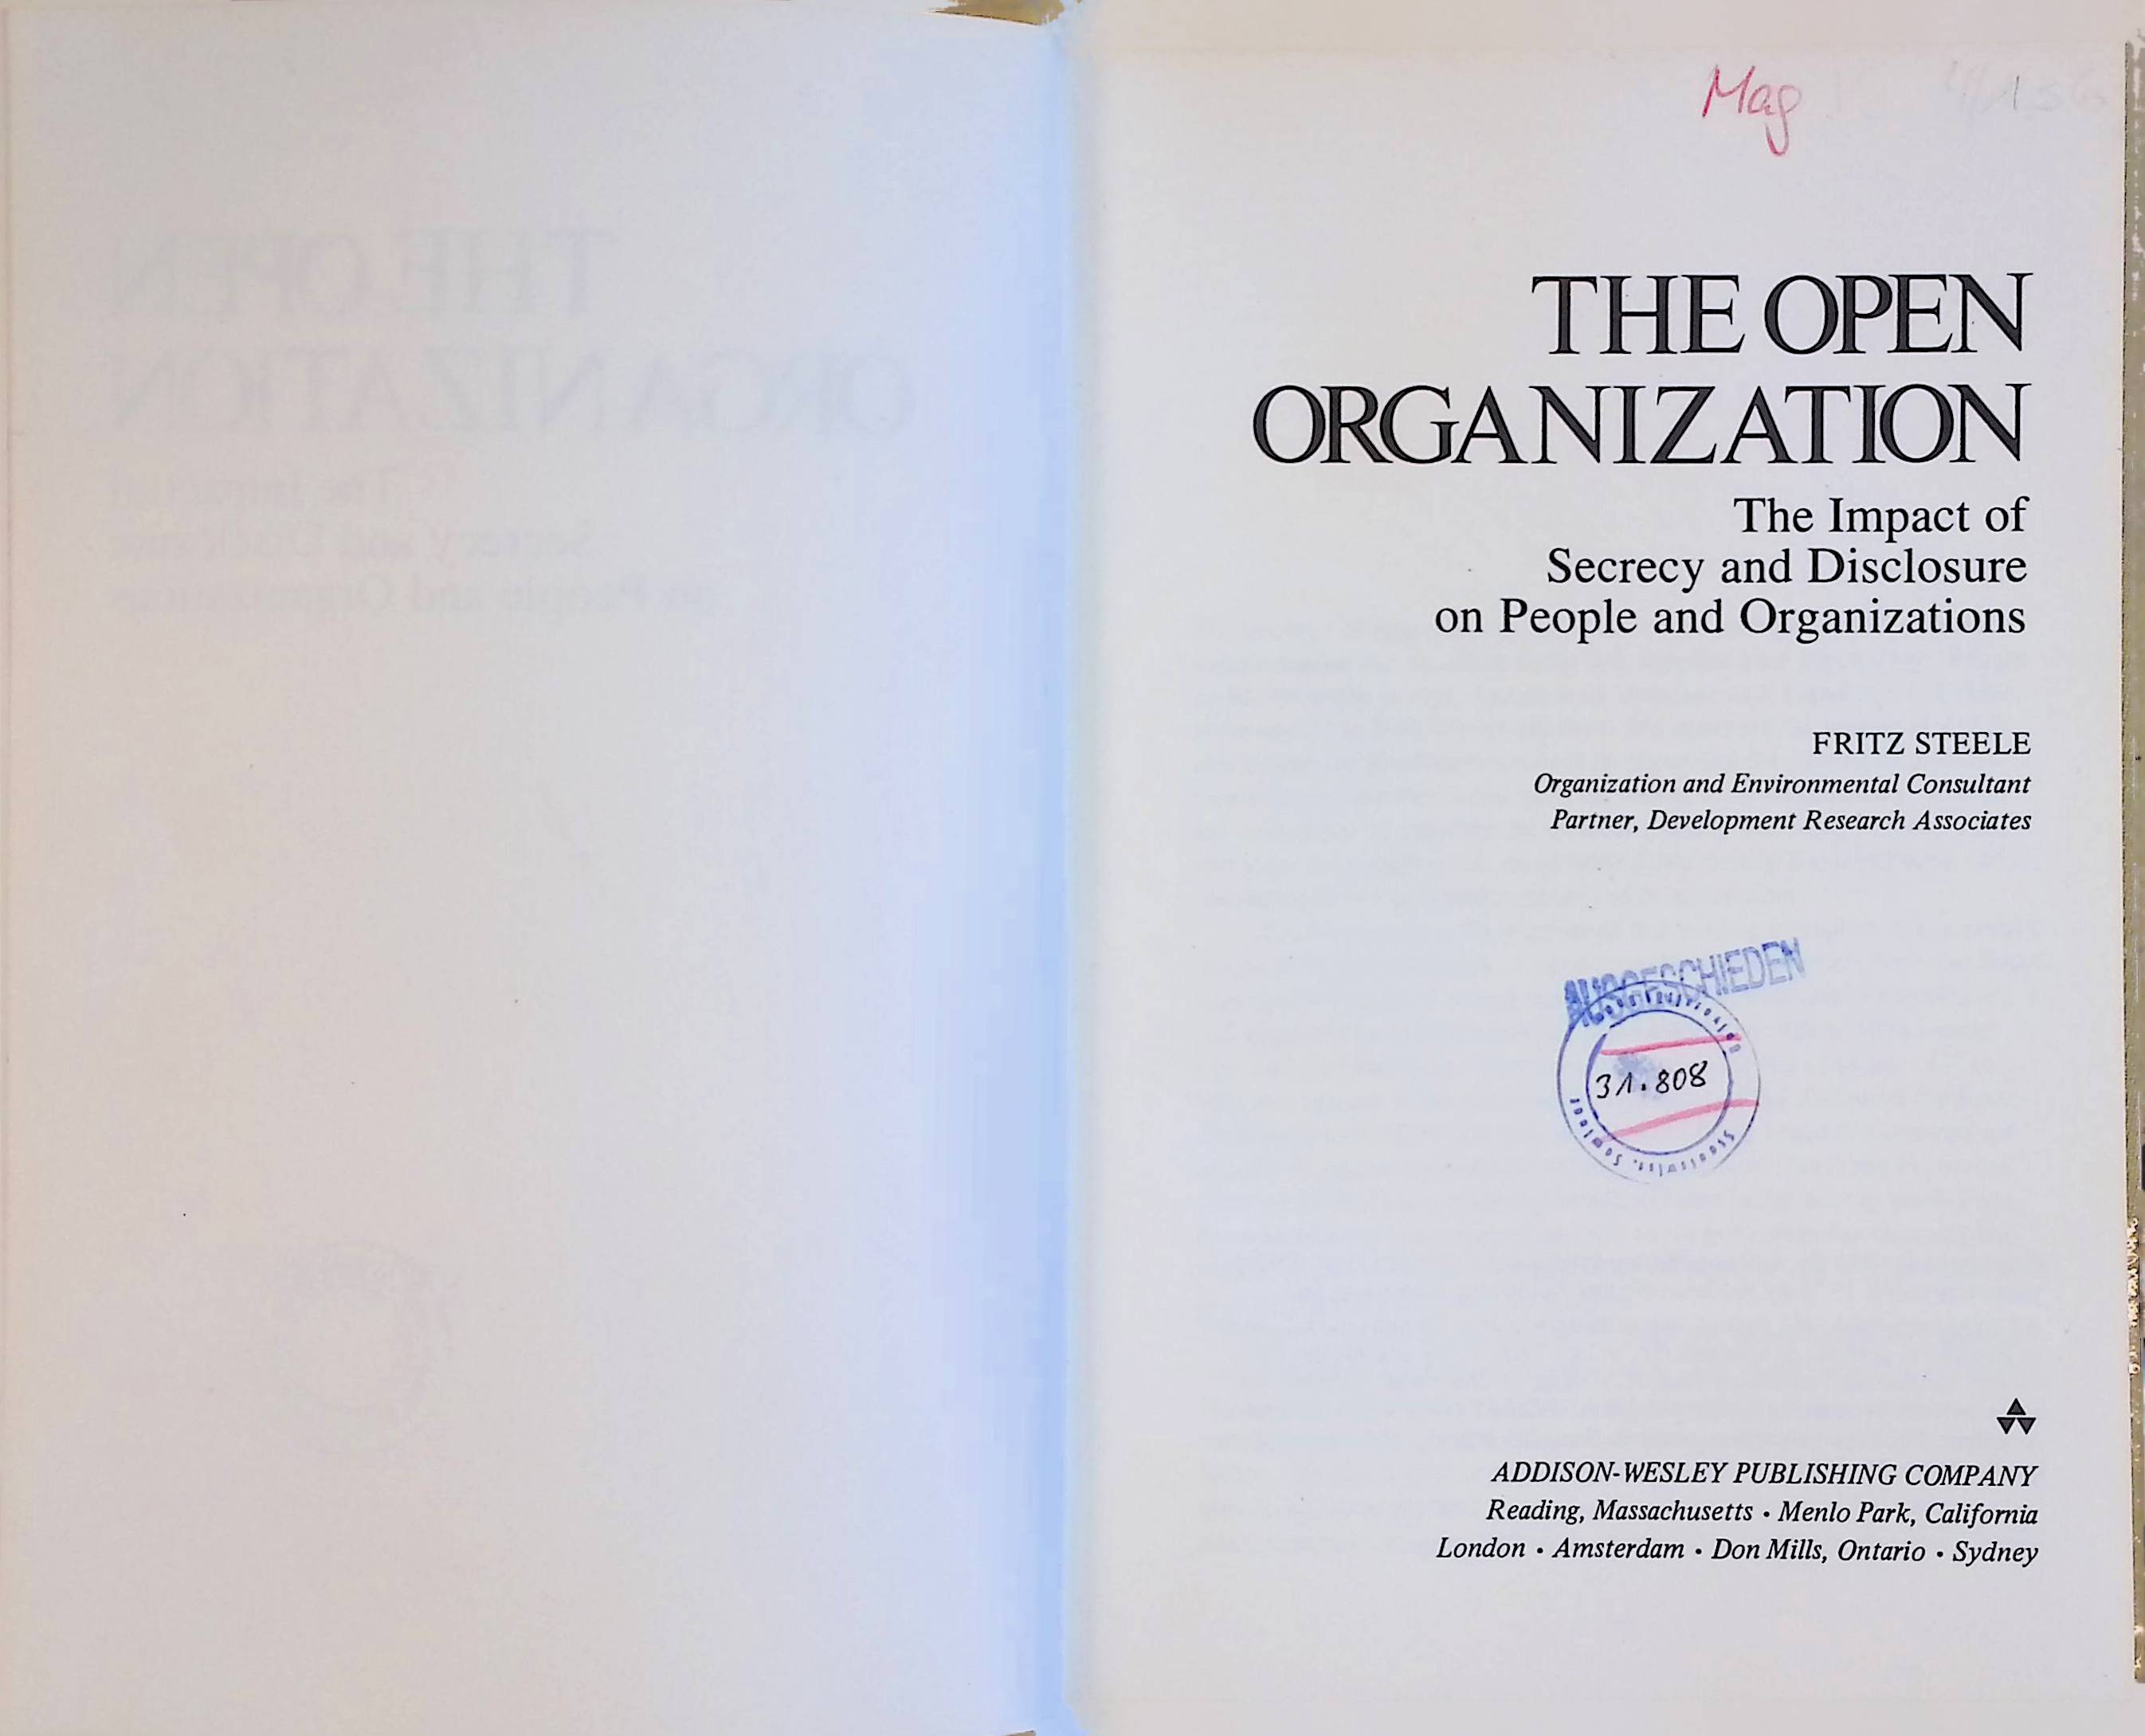 Mag
THE OPEN
ORGANIZATION
The Impact of
Secrecy and Disclosure
on People and Organizations
FRITZ STEELE
Organization and Environmental Consultant
Partner, Development Research Associates
AUSGESCHIEDEN
31.808
ADDISON-WESLEY PUBLISHING COMPANY
Reading, Massachusetts • Menlo Park, California
London • Amsterdam • Don Mills, Ontario • Sydney